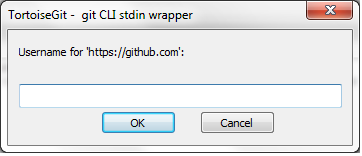 TortoiseGit - git CLI stdin wrapper
Username for 'https://github.com':
OK
Cancel